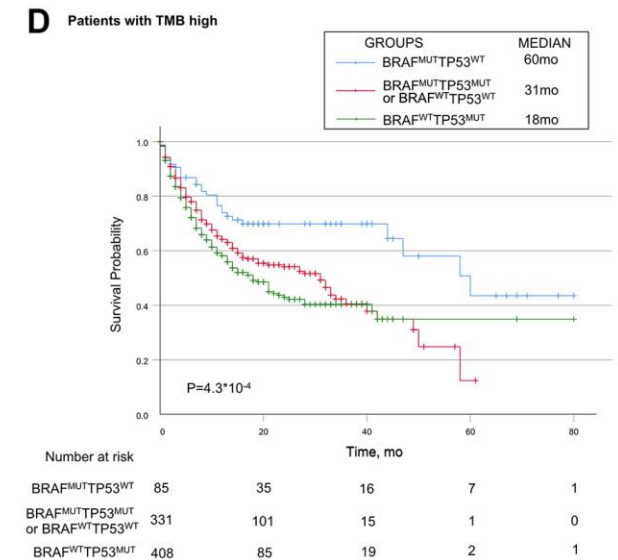 D Patients with TMB high
GROUPS MEDIAN
BRAFᴹᵁᵀTP53ᵂᵀ 60mo
BRAFᴹᵁᵀTP53ᴹᵁᵀ
or BRAFᵂᵀTP53ᵂᵀ 31mo
BRAFᵂᵀTP53ᴹᵁᵀ 18mo
Survival Probability
1.0
0.8
0.6
0.4
0.2
0.0
P=4.3*10⁻⁴
0 20 40 60 80
Time, mo
Number at risk
BRAFᴹᵁᵀTP53ᵂᵀ 85 35 16 7 1
BRAFᴹᵁᵀTP53ᴹᵁᵀ
or BRAFᵂᵀTP53ᵂᵀ 331 101 15 1 0
BRAFᵂᵀTP53ᴹᵁᵀ 408 85 19 2 1